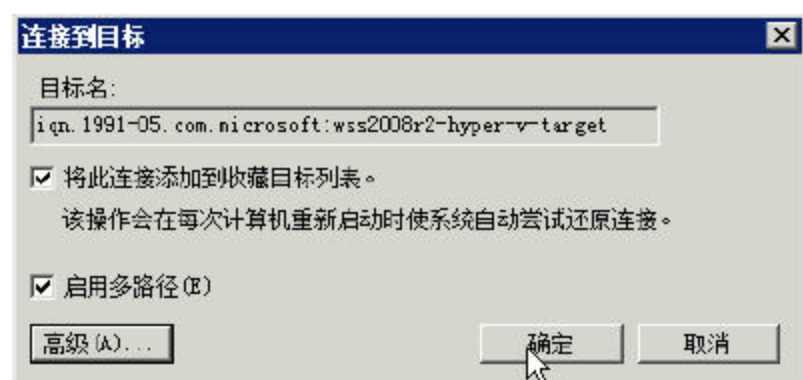 连接到目标
目标名:
iqn.1991-05.com.microsoft:wss2008r2-hyper-v-target
将此连接添加到收藏目标列表。
该操作会在每次计算机重新启动时使系统自动尝试还原连接。
启用多路径(E)
高级(A)... 确定 取消